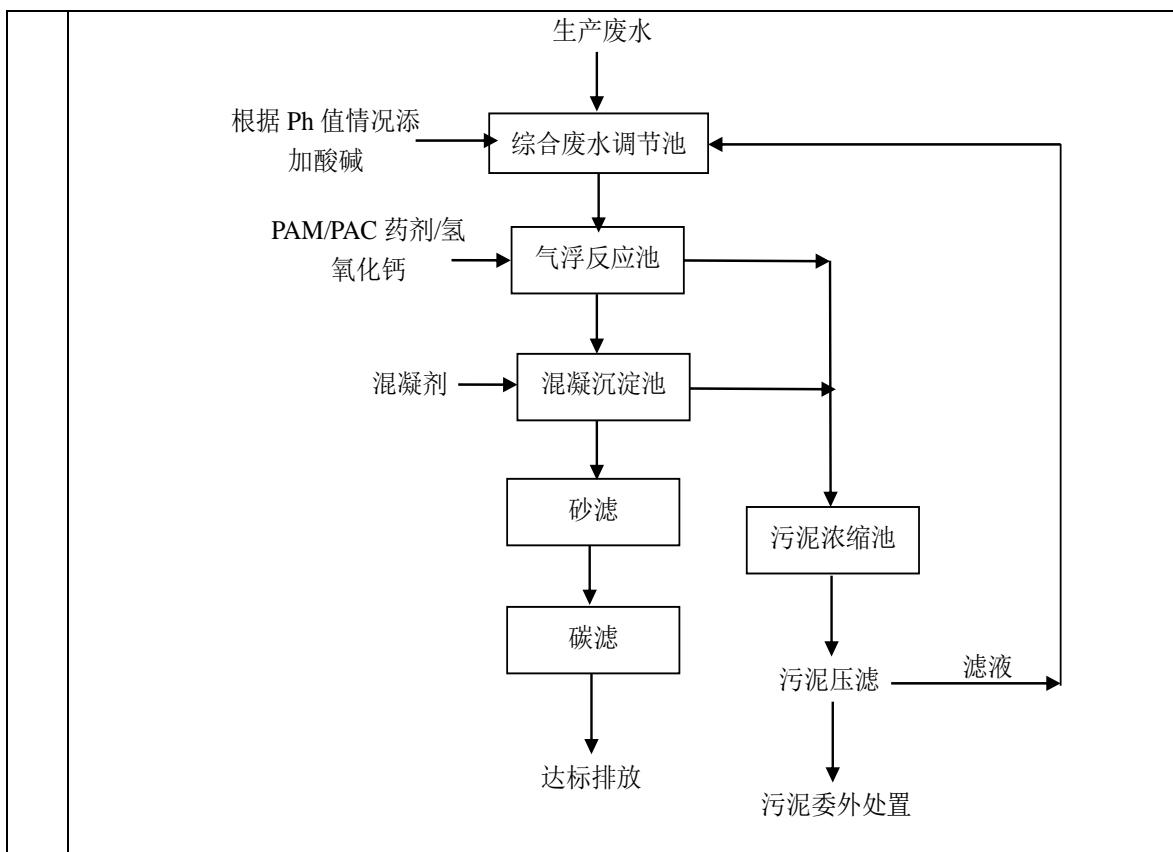 生产废水
根据 Ph 值情况添
加酸碱
综合废水调节池
PAM/PAC 药剂/氢
氧化钙
气浮反应池
混凝剂
混凝沉淀池
砂滤
污泥浓缩池
碳滤
污泥压滤
滤液
达标排放
污泥委外处置